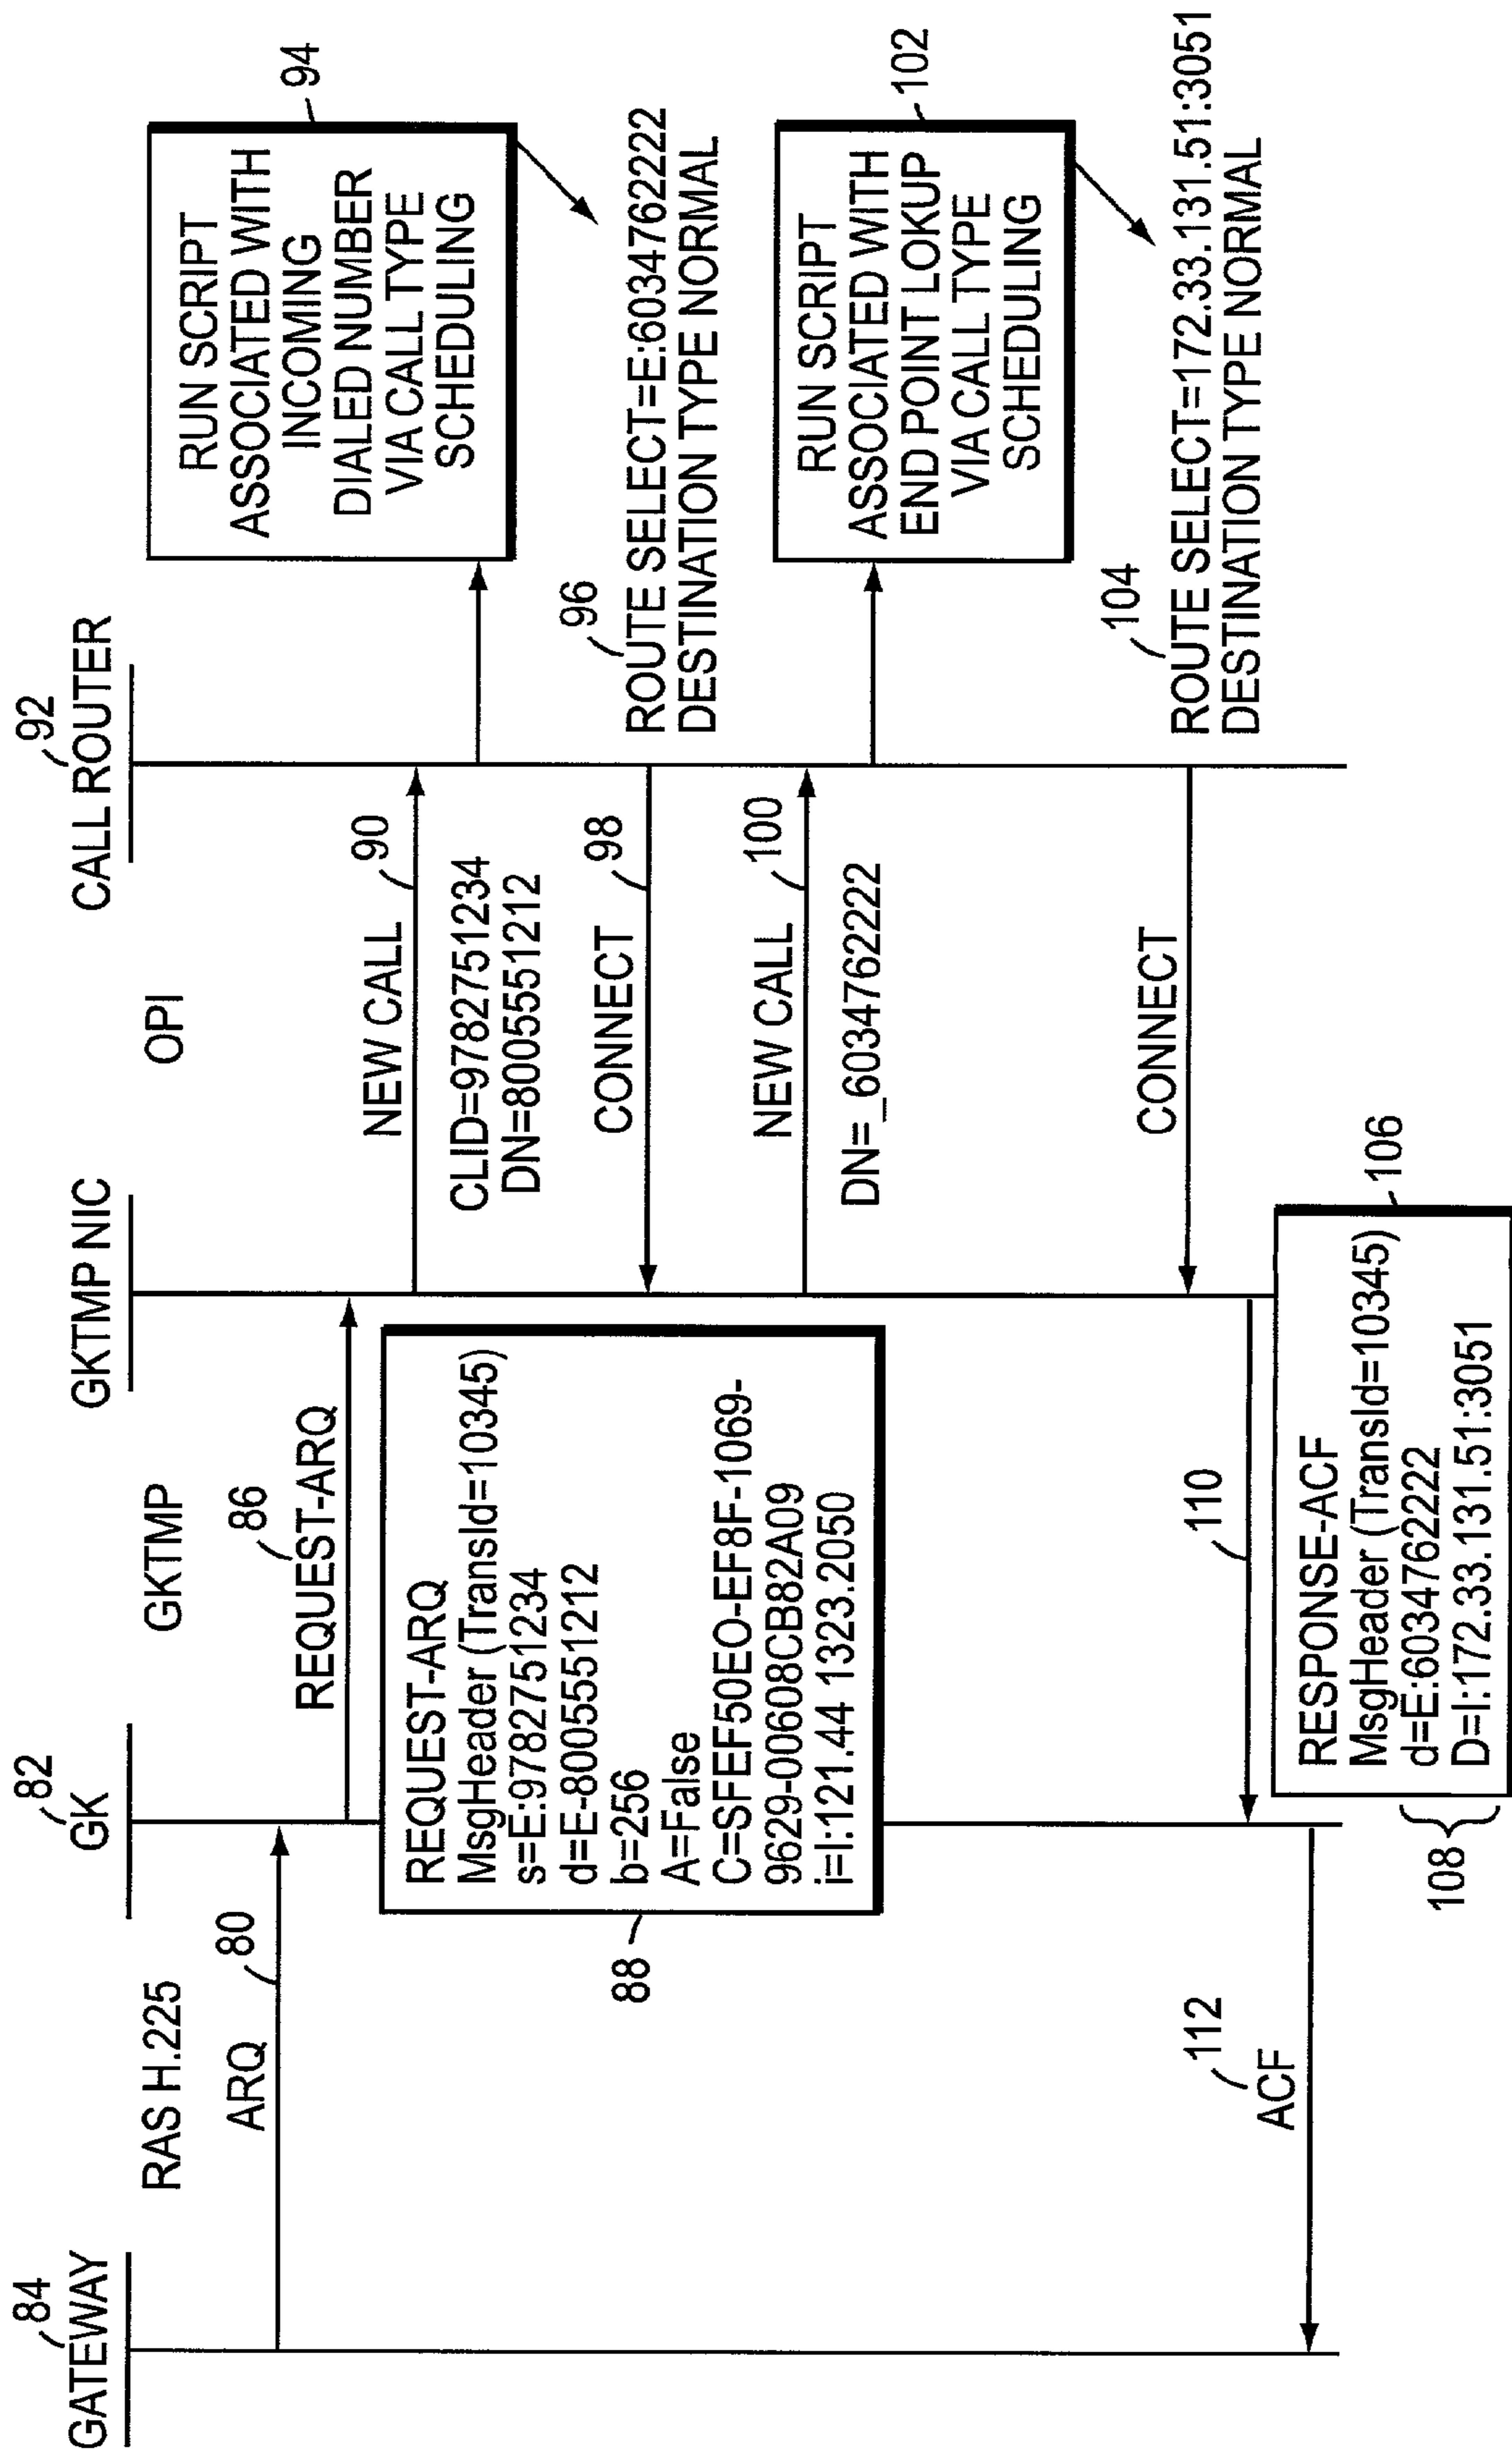 84
GATEWAY
82
GK
GKTMP NIC
92
CALL ROUTER
RAS H.225
GKTMP
OPI
ARQ
80
86
REQUEST-ARQ
NEW CALL
90
CLID=9782751234
DN=8005551212
RUN SCRIPT
ASSOCIATED WITH
INCOMING
DIALED NUMBER
VIA CALL TYPE
SCHEDULING
94
REQUEST-ARQ
MsgHeader (TransId=10345)
s=E:9782751234
d=E-8005551212
b=256
A=False
C=SFEF50EO-EF8F-1069-
9629-00608CB82A09
i=I:121.44 1323.2050
88
CONNECT
98
96
ROUTE SELECT=E:6034762222
DESTINATION TYPE NORMAL
NEW CALL
100
DN=_6034762222
RUN SCRIPT
ASSOCIATED WITH
END POINT LOOKUP
VIA CALL TYPE
SCHEDULING
102
104
ROUTE SELECT=172.33.131.51:3051
DESTINATION TYPE NORMAL
CONNECT
110
112
ACF
RESPONSE-ACF
MsgHeader (TransId=10345)
d=E:6034762222
D=I:172.33.131.51:3051
106
108